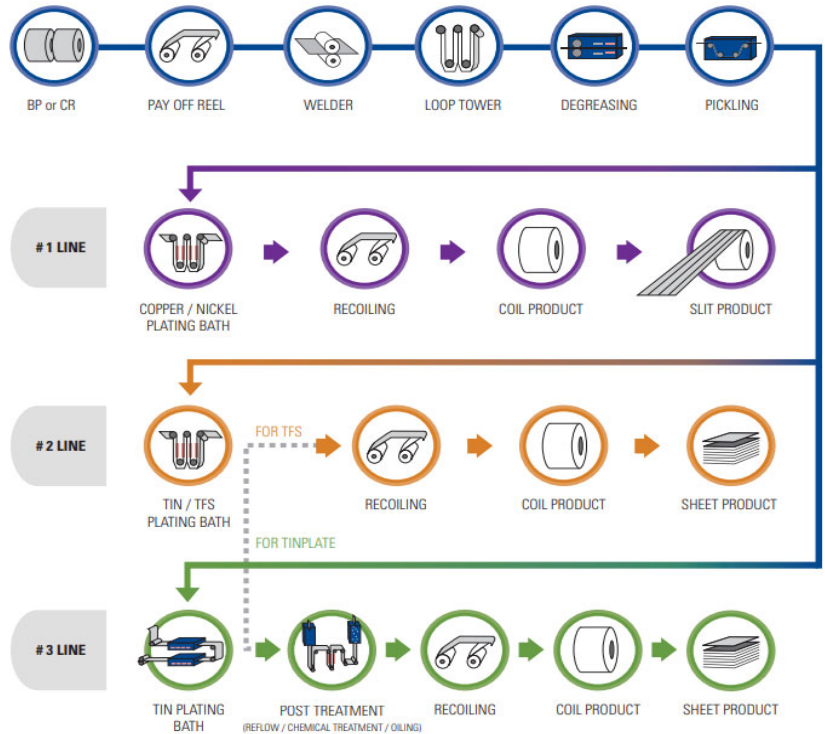 BP or CR
PAY OFF REEL
WELDER
LOOP TOWER
DEGREASING
PICKLING
# 1 LINE
COPPER / NICKEL
PLATING BATH
RECOILING
COIL PRODUCT
SLIT PRODUCT
# 2 LINE
FOR TFS
TIN / TFS
PLATING BATH
RECOILING
COIL PRODUCT
SHEET PRODUCT
FOR TINPLATE
# 3 LINE
TIN PLATING
BATH
POST TREATMENT
(REFLOW / CHEMICAL TREATMENT / OILING)
RECOILING
COIL PRODUCT
SHEET PRODUCT